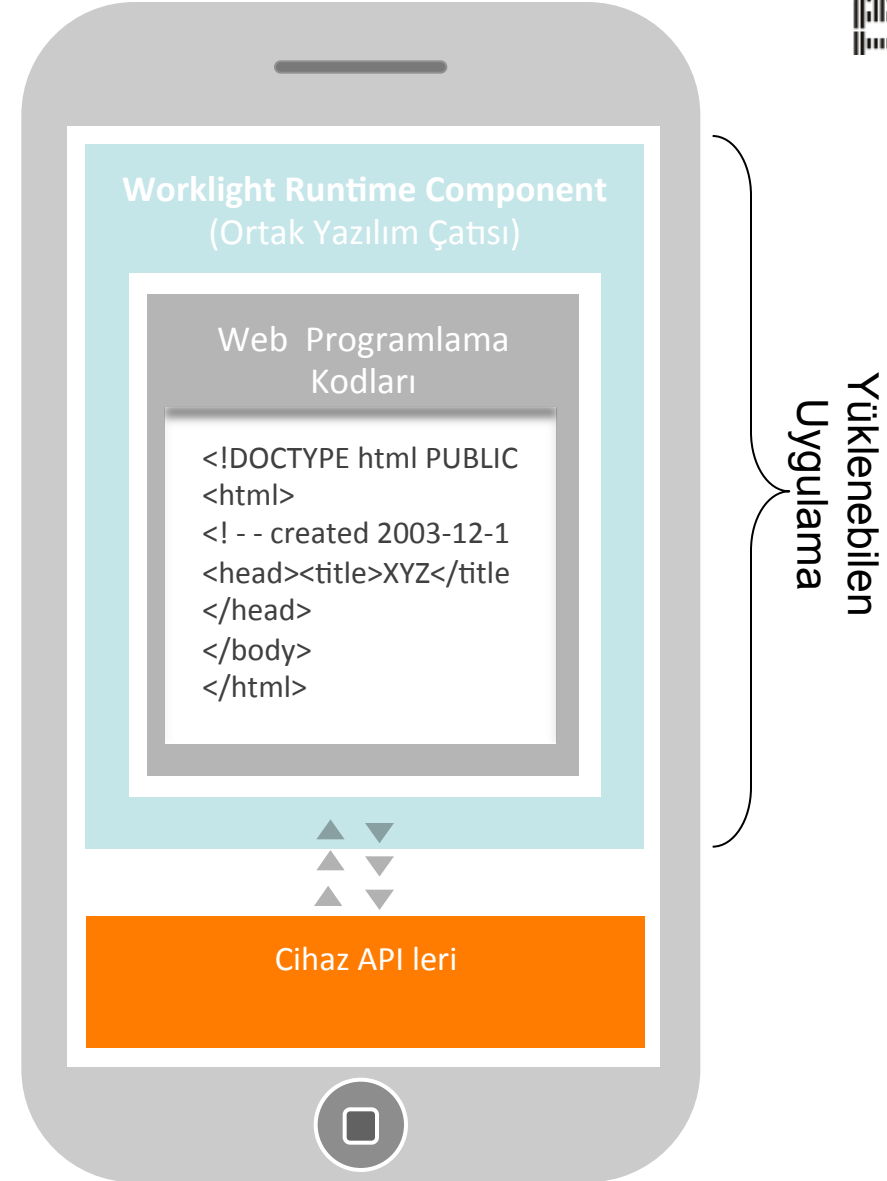 Worklight Runtime Component
(Ortak Yazılım Çatısı)
Web Programlama
Kodları
<!DOCTYPE html PUBLIC
<html>
<! - - created 2003-12-1
<head><title>XYZ</title
</head>
</body>
</html>
Cihaz API leri
Yüklenebilen
Uygulama